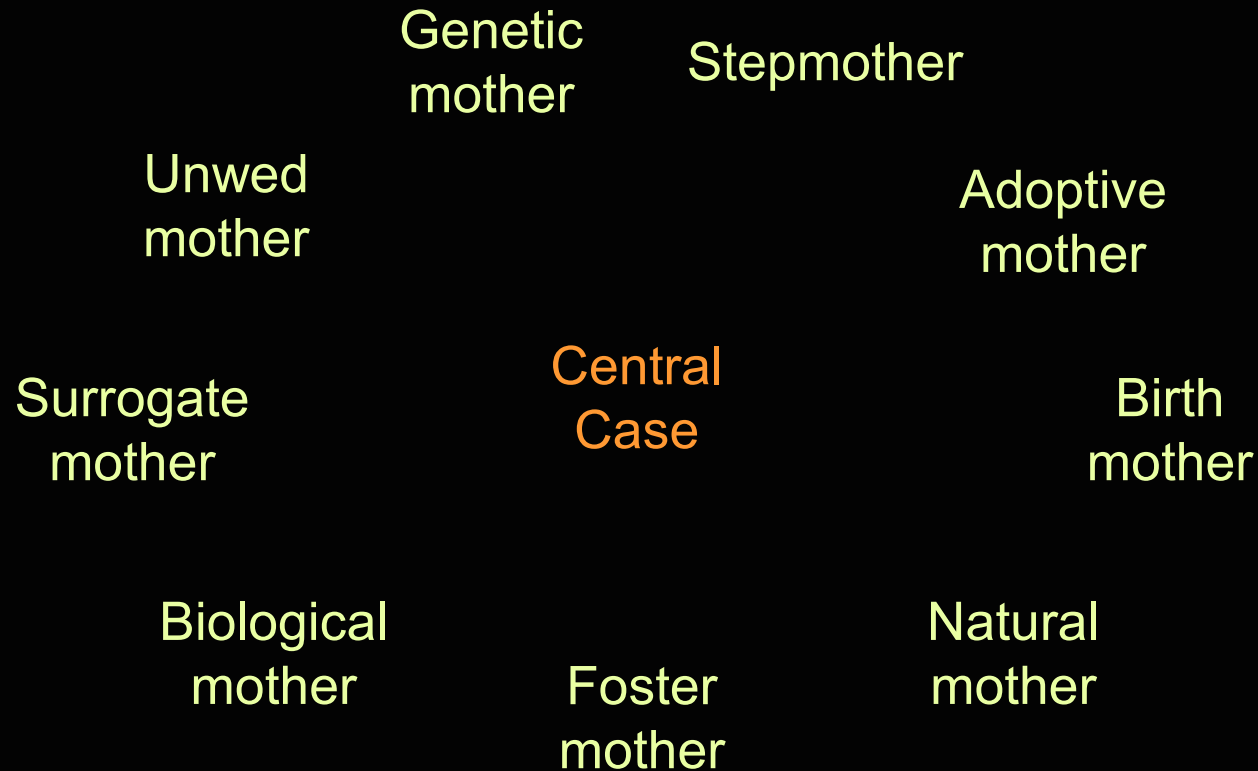 Genetic
mother
Stepmother
Unwed
mother
Adoptive
mother
Central
Case
Surrogate
mother
Birth
mother
Biological
mother
Foster
mother
Natural
mother